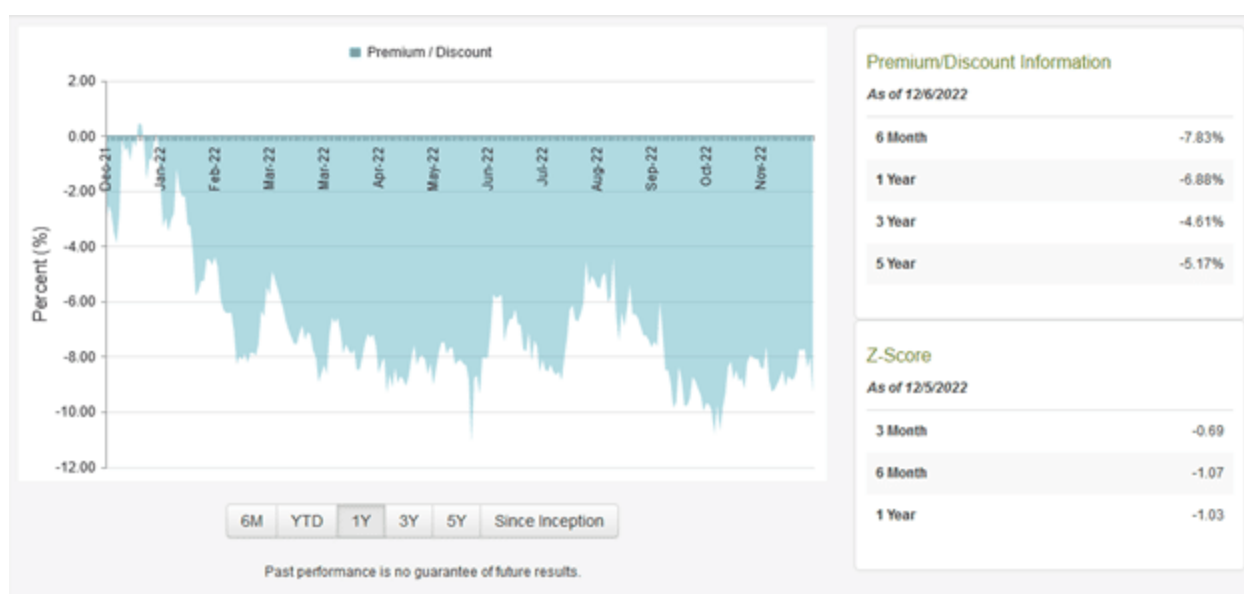 Premium / Discount
2.00
0.00
-2.00
-4.00
-6.00
-8.00
-10.00
-12.00
Percent (%)
Dec-21
Jan-22
Feb-22
Mar-22
Mar-22
Apr-22
May-22
Jun-22
Jul-22
Aug-22
Sep-22
Oct-22
Nov-22
6M YTD 1Y 3Y 5Y Since Inception
Past performance is no guarantee of future results.
Premium/Discount Information
As of 12/6/2022
6 Month -7.83%
1 Year -6.88%
3 Year -4.61%
5 Year -5.17%
Z-Score
As of 12/5/2022
3 Month -0.69
6 Month -1.07
1 Year -1.03